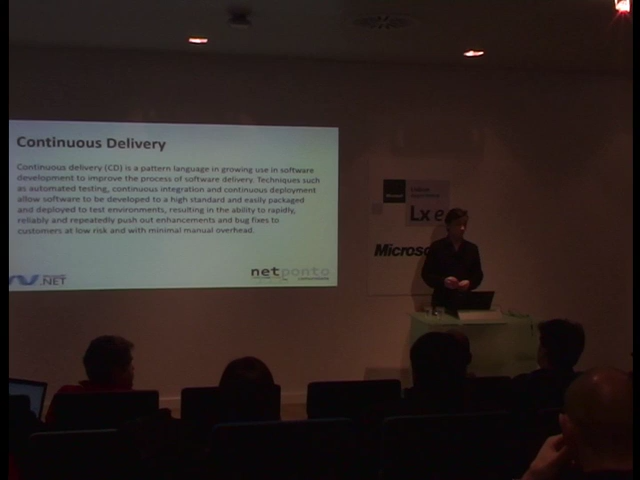 Continuous Delivery
Continuous delivery (CD) is a pattern language in growing use in software
development to improve the process of software delivery. Techniques such
as automated testing, continuous integration and continuous deployment
allow software to be developed to a high standard and easily packaged
and deployed to test environments, resulting in the ability to rapidly,
reliably and repeatedly push out enhancements and bug fixes to
customers at low risk and with minimal manual overhead.
.NET
netponto
Lx
Microso